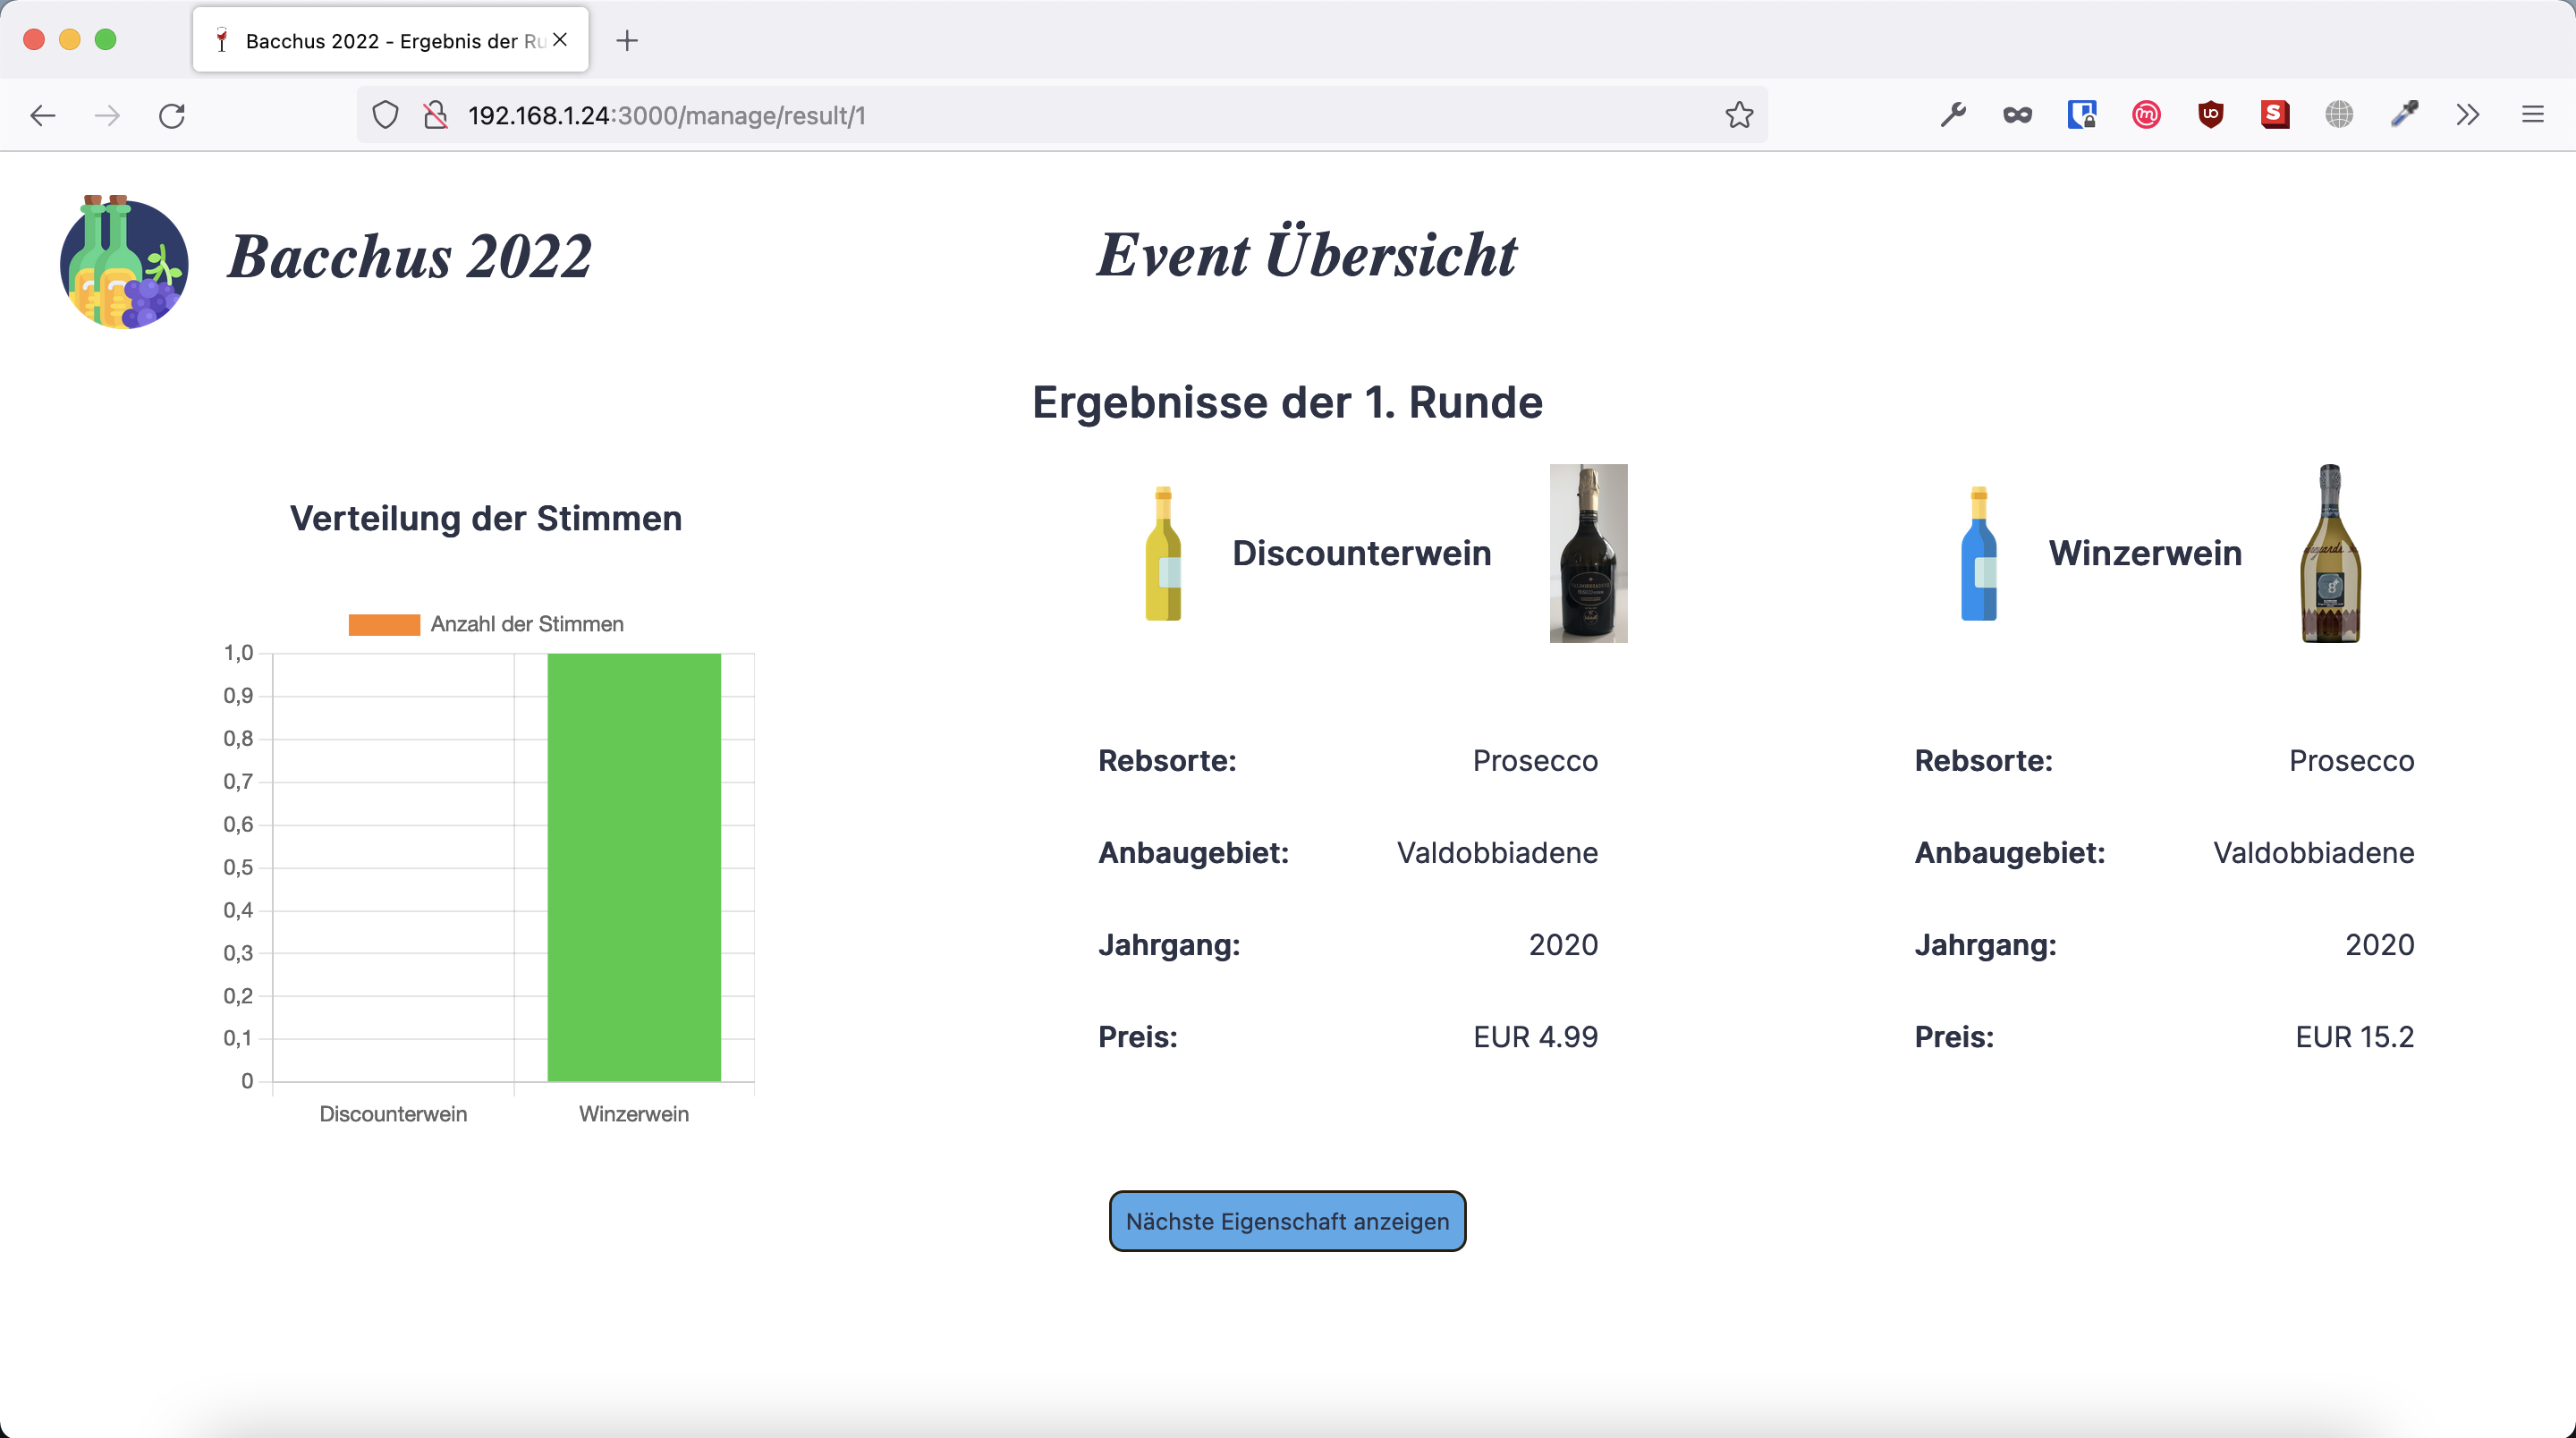 Bacchus 2022 - Ergebnis der Ru
192.168.1.24:3000/manage/result/1
Bacchus 2022
Event Übersicht
Ergebnisse der 1. Runde
Verteilung der Stimmen
Anzahl der Stimmen
1,0
0,9
0,8
0,7
0,6
0,5
0,4
0,3
0,2
0,1
0
Discounterwein
Winzerwein
Discounterwein
Rebsorte: Prosecco
Anbaugebiet: Valdobbiadene
Jahrgang: 2020
Preis: EUR 4.99
Winzerwein
8
Rebsorte: Prosecco
Anbaugebiet: Valdobbiadene
Jahrgang: 2020
Preis: EUR 15.2
Nächste Eigenschaft anzeigen